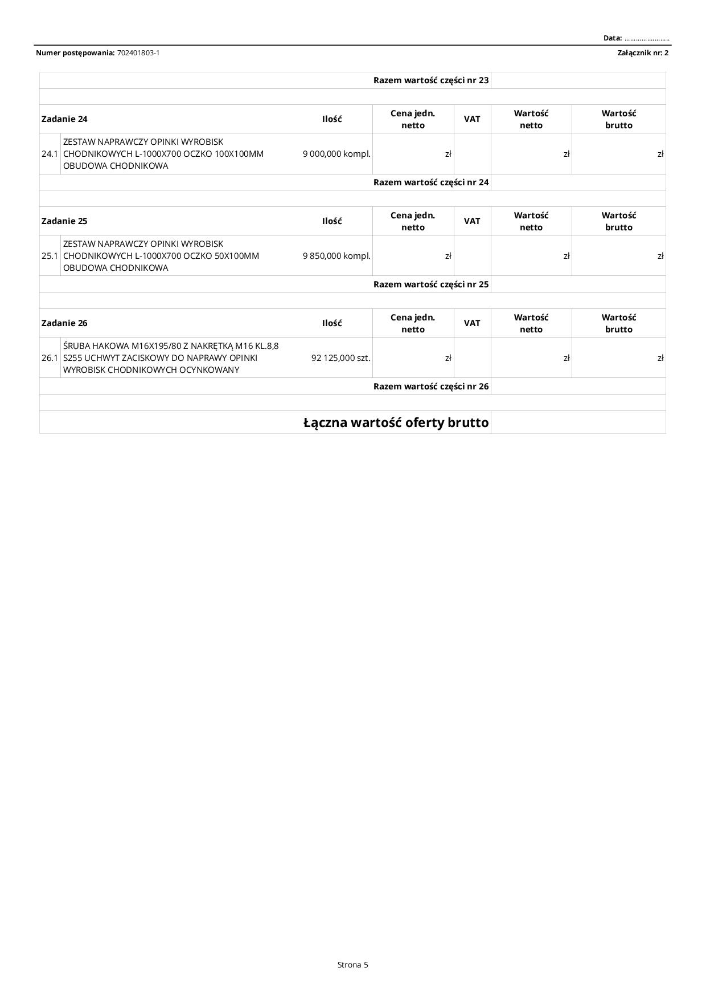 Data: ........................
Numer postępowania: 702401803-1 Załącznik nr: 2
Razem wartość części nr 23
Zadanie 24 Ilość Cena jedn. netto VAT Wartość netto Wartość brutto
24.1 ZESTAW NAPRAWCZY OPINKI WYROBISK
CHODNIKOWYCH L-1000X700 OCZKO 100X100MM 9 000,000 kompl. zł zł zł
OBUDOWA CHODNIKOWA
Razem wartość części nr 24
Zadanie 25 Ilość Cena jedn. netto VAT Wartość netto Wartość brutto
25.1 ZESTAW NAPRAWCZY OPINKI WYROBISK
CHODNIKOWYCH L-1000X700 OCZKO 50X100MM 9 850,000 kompl. zł zł zł
OBUDOWA CHODNIKOWA
Razem wartość części nr 25
Zadanie 26 Ilość Cena jedn. netto VAT Wartość netto Wartość brutto
26.1 ŚRUBA HAKOWA M16X195/80 Z NAKRĘTKĄ M16 KL.8,8
S255 UCHWYT ZACISKOWY DO NAPRAWY OPINKI 92 125,000 szt. zł zł zł
WYROBISK CHODNIKOWYCH OCYNKOWANY
Razem wartość części nr 26
Łączna wartość oferty brutto
Strona 5